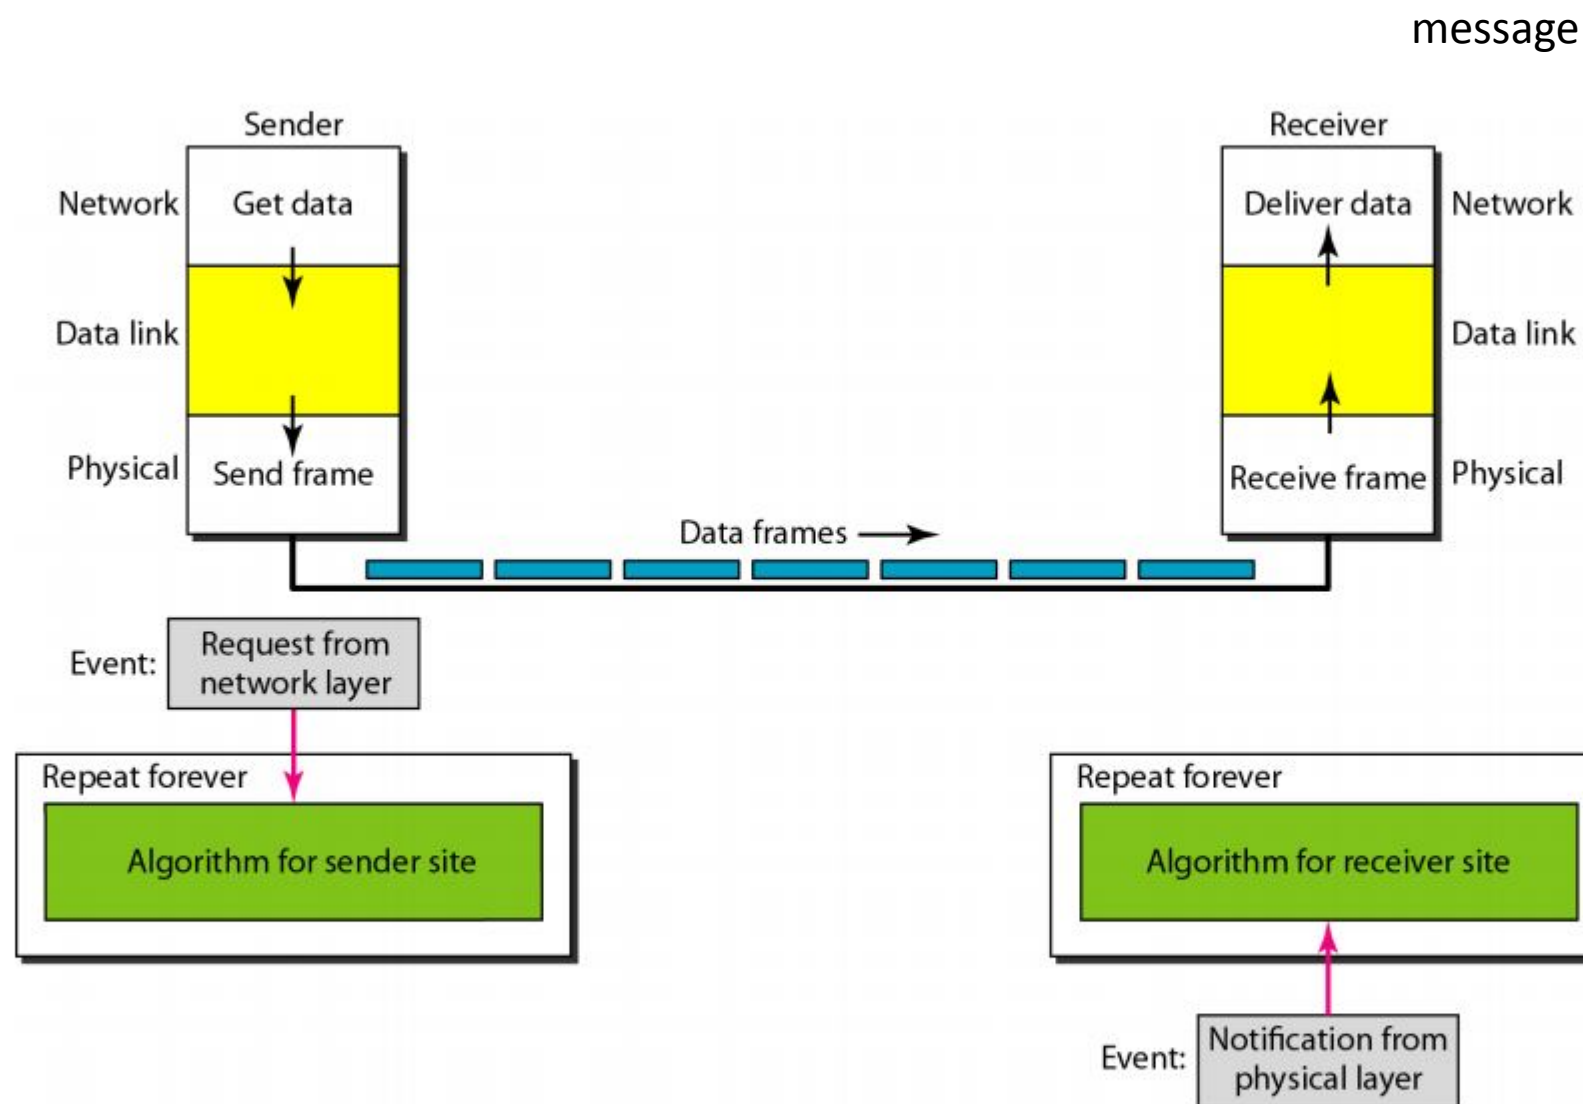 message
Sender
Receiver
Network
Get data
Deliver data
Network
Data link
Data link
Physical
Send frame
Receive frame
Physical
Data frames
Event:
Request from
network layer
Repeat forever
Algorithm for sender site
Repeat forever
Algorithm for receiver site
Event:
Notification from
physical layer